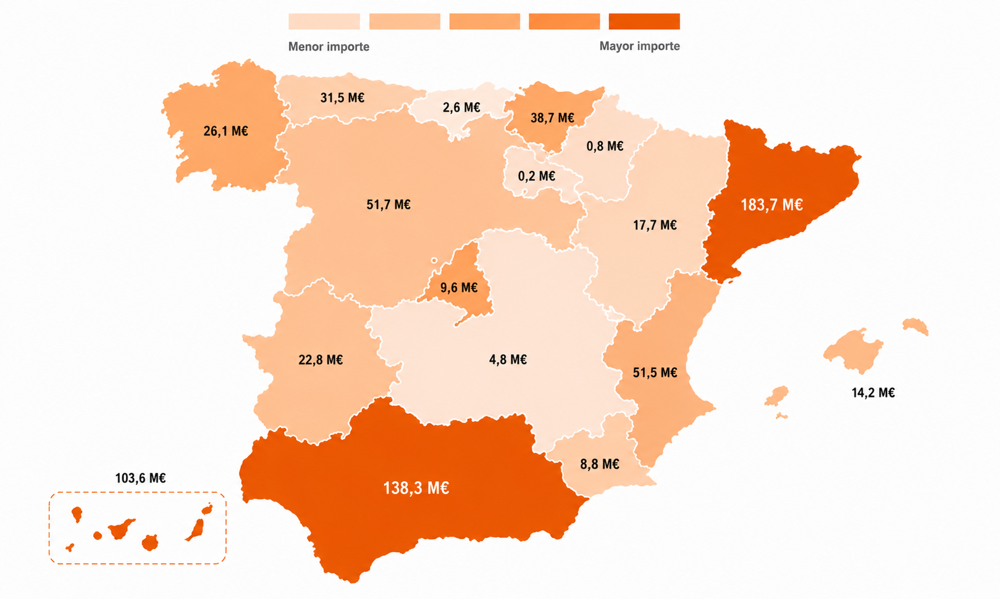 Menor importe
Mayor importe
31,5 M€
2,6 M€
38,7 M€
26,1 M€
0,8 M€
0,2 M€
51,7 M€
183,7 M€
17,7 M€
9,6 M€
22,8 M€
4,8 M€
51,5 M€
14,2 M€
8,8 M€
103,6 M€
138,3 M€